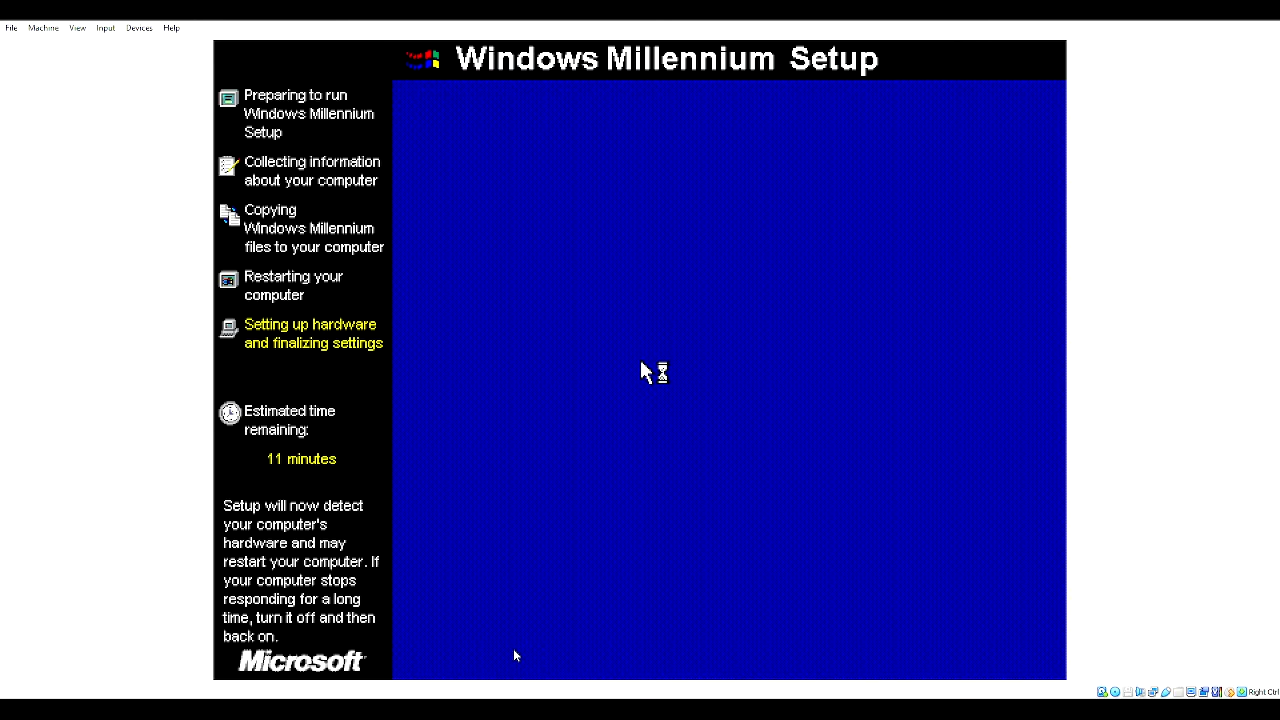 File Machine View Input Devices Help
Windows Millennium Setup
Preparing to run
Windows Millennium
Setup
Collecting information
about your computer
Copying
Windows Millennium
files to your computer
Restarting your
computer
Setting up hardware
and finalizing settings
Estimated time
remaining:
11 minutes
Setup will now detect
your computer's
hardware and may
restart your computer. If
your computer stops
responding for a long
time, turn it off and then
back on.
Microsoft
Right Ctrl